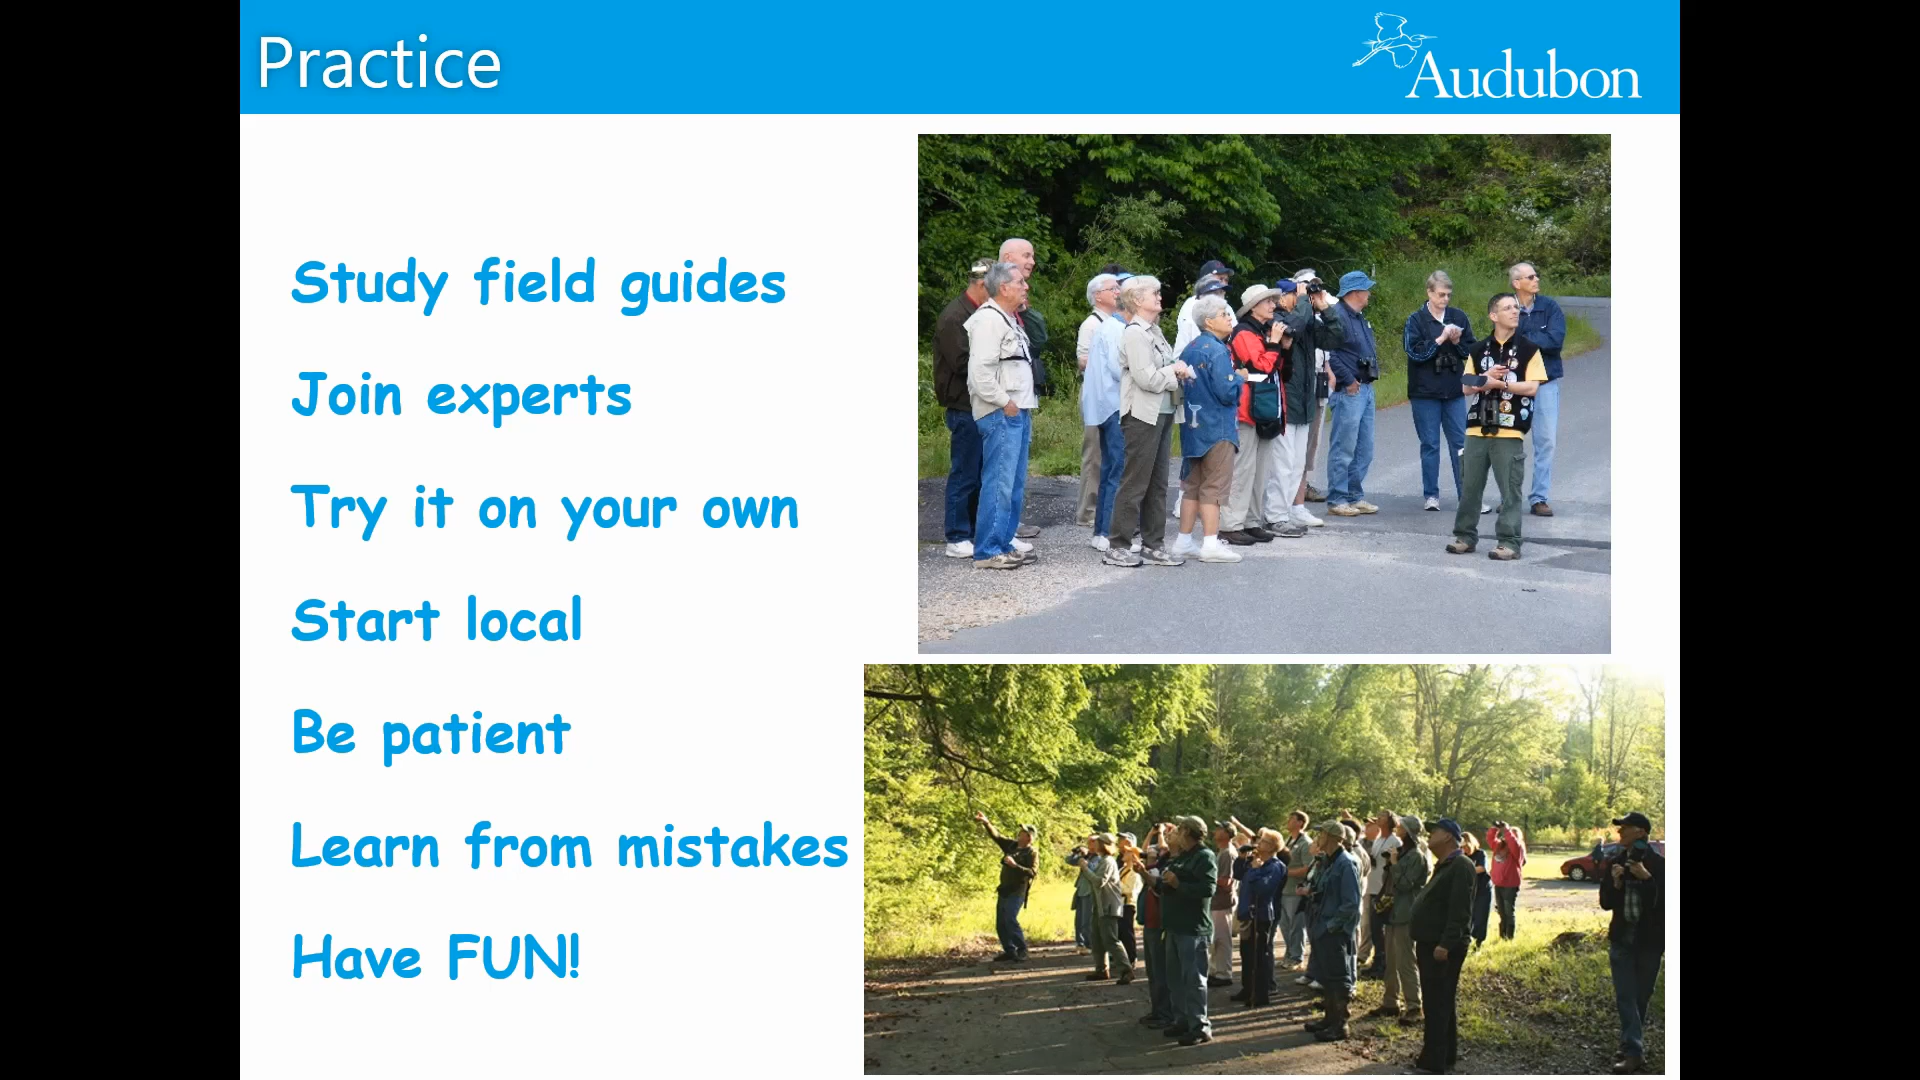 Practice
Audubon
Study field guides
Join experts
Try it on your own
Start local
Be patient
Learn from mistakes
Have FUN!